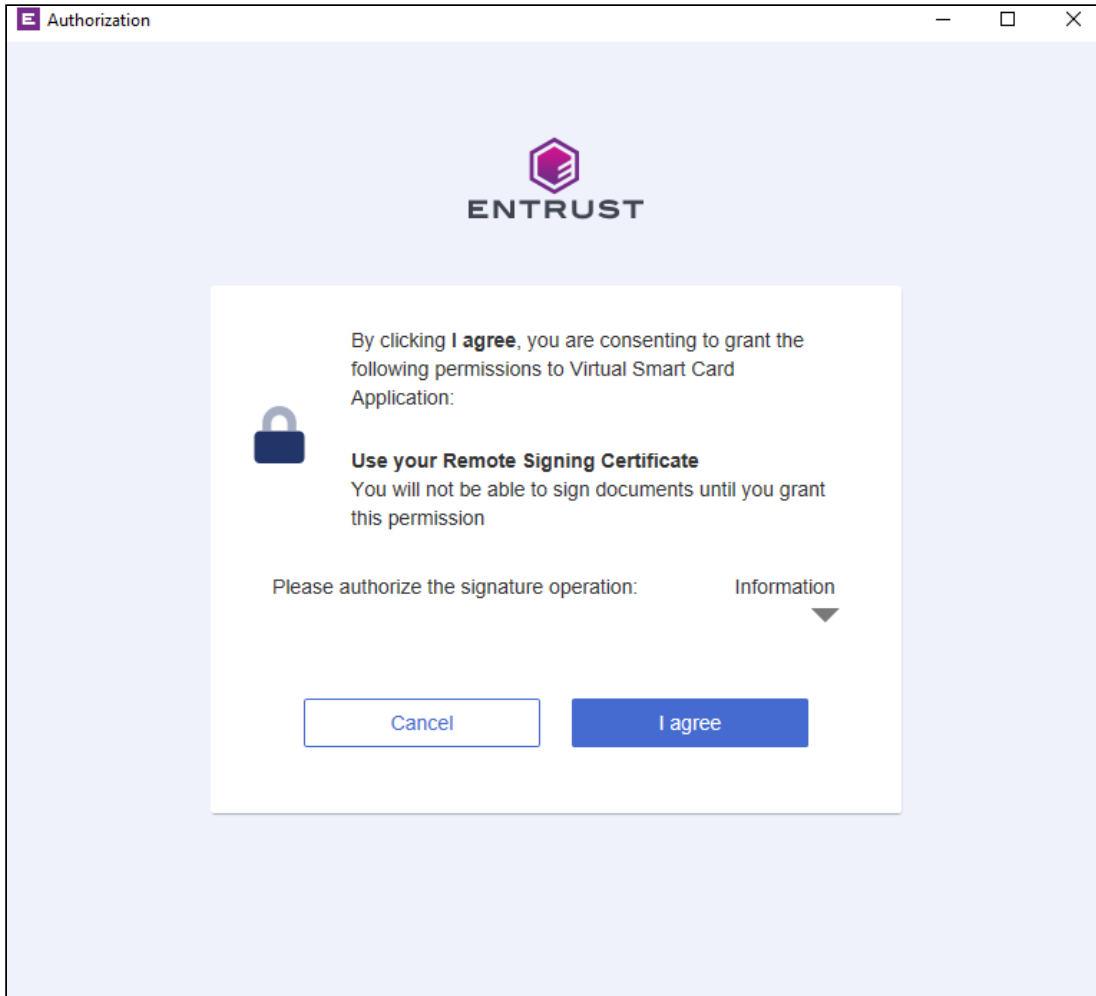 Authorization
ENTRUST
By clicking I agree, you are consenting to grant the
following permissions to Virtual Smart Card
Application:
Use your Remote Signing Certificate
You will not be able to sign documents until you grant
this permission
Please authorize the signature operation: Information
Cancel I agree